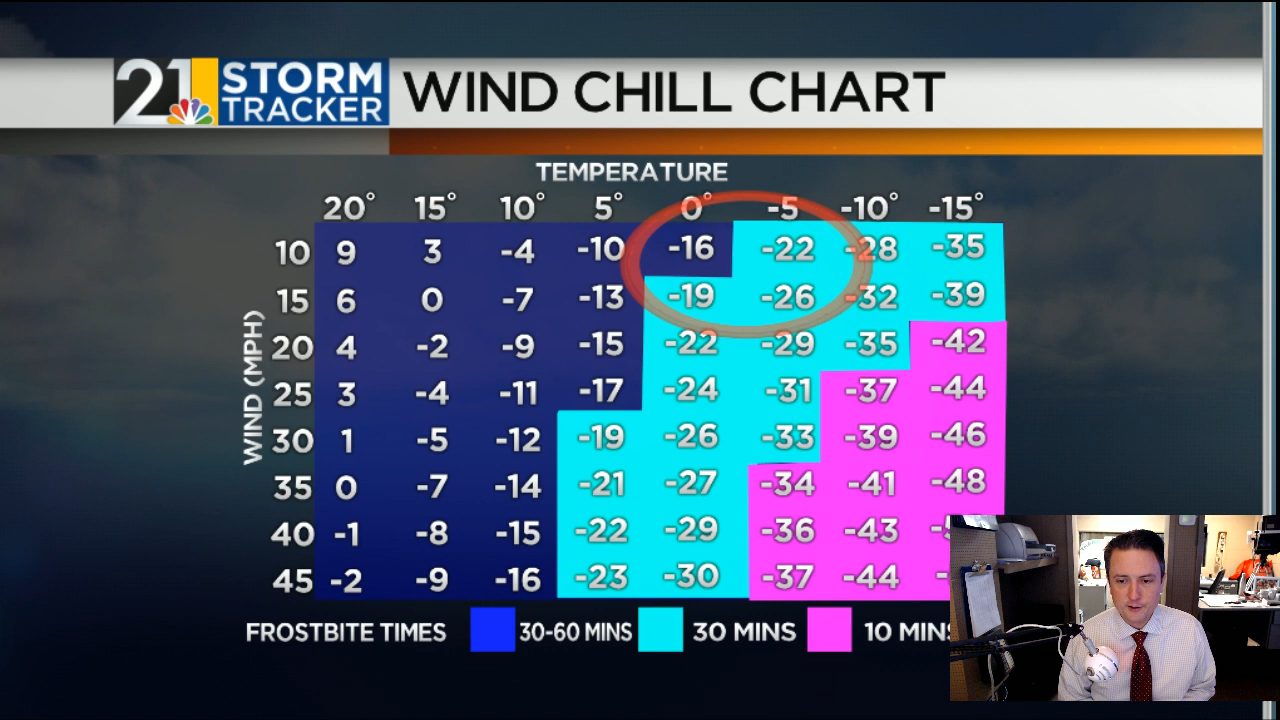 21 STORM TRACKER WIND CHILL CHART
TEMPERATURE
20° 15° 10° 5° 0° -5 -10° -15°
WIND (MPH)
10 9 3 -4 -10 -16 -22 -28 -35
15 6 0 -7 -13 -19 -26 -32 -39
20 4 -2 -9 -15 -22 -29 -35 -42
25 3 -4 -11 -17 -24 -31 -37 -44
30 1 -5 -12 -19 -26 -33 -39 -46
35 0 -7 -14 -21 -27 -34 -41 -48
40 -1 -8 -15 -22 -29 -36 -43
45 -2 -9 -16 -23 -30 -37 -44
FROSTBITE TIMES 30-60 MINS 30 MINS 10 MINS